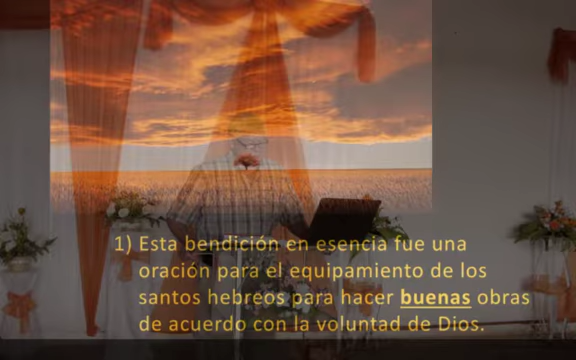 1) Esta bendición en esencia fue una
oración para el equipamiento de los
santos hebreos para hacer buenas obras
de acuerdo con la voluntad de Dios.